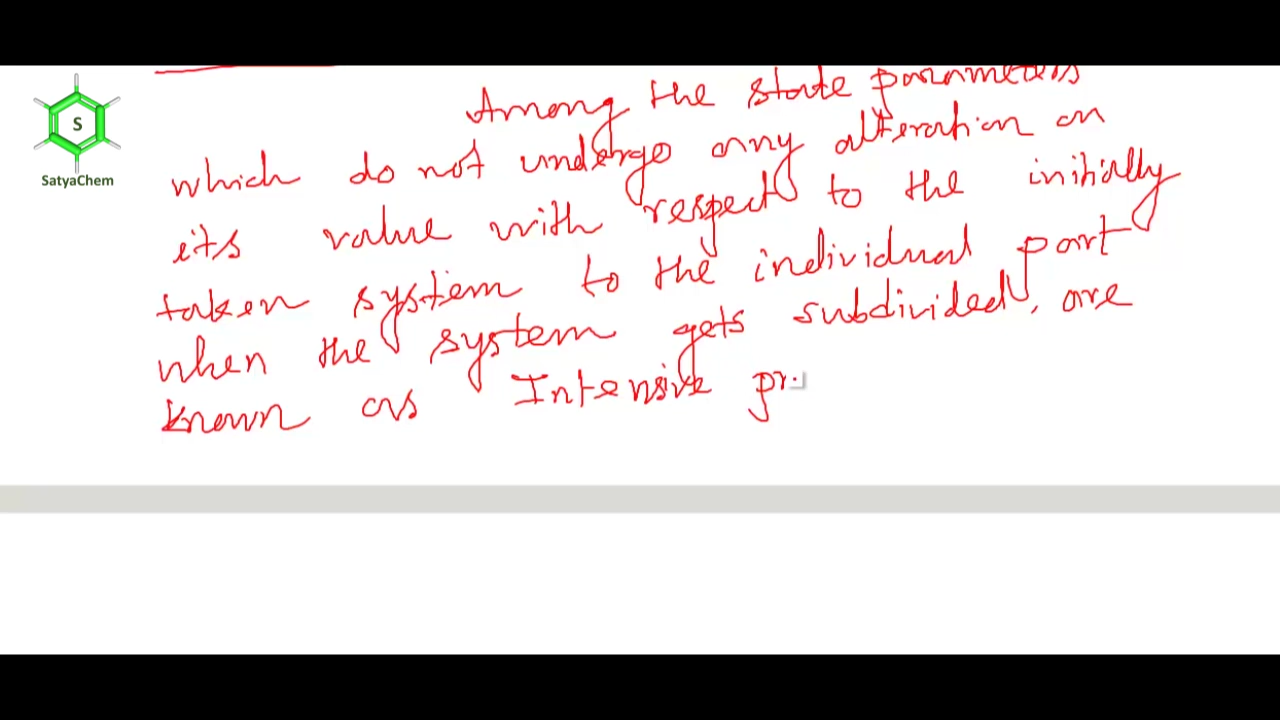 Among the state parameters
which do not undergo any alteration on
its value with respect to the initially
taken system to the individual part
when the system gets subdivided, are
known as Intensive pr
S
SatyaChem